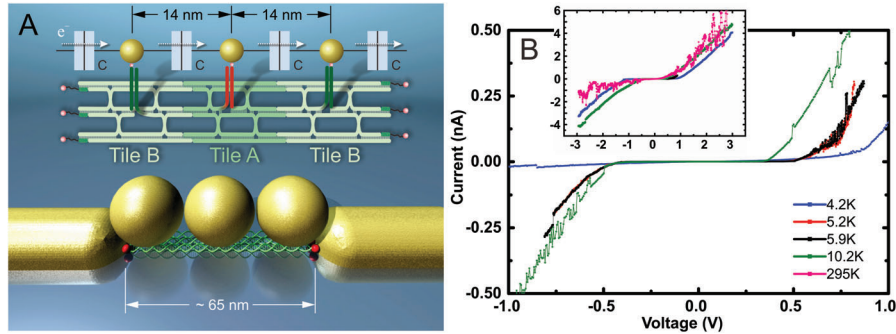 A
14 nm
14 nm
e-
C
C
C
C
Tile B
Tile A
Tile B
~ 65 nm
B
Current (nA)
0.50
0.25
0.00
-0.25
-0.50
-1.0
-0.5
0.0
0.5
1.0
Voltage (V)
6
4
2
0
-2
-4
-3
-2
-1
0
1
2
3
4.2K
5.2K
5.9K
10.2K
295K